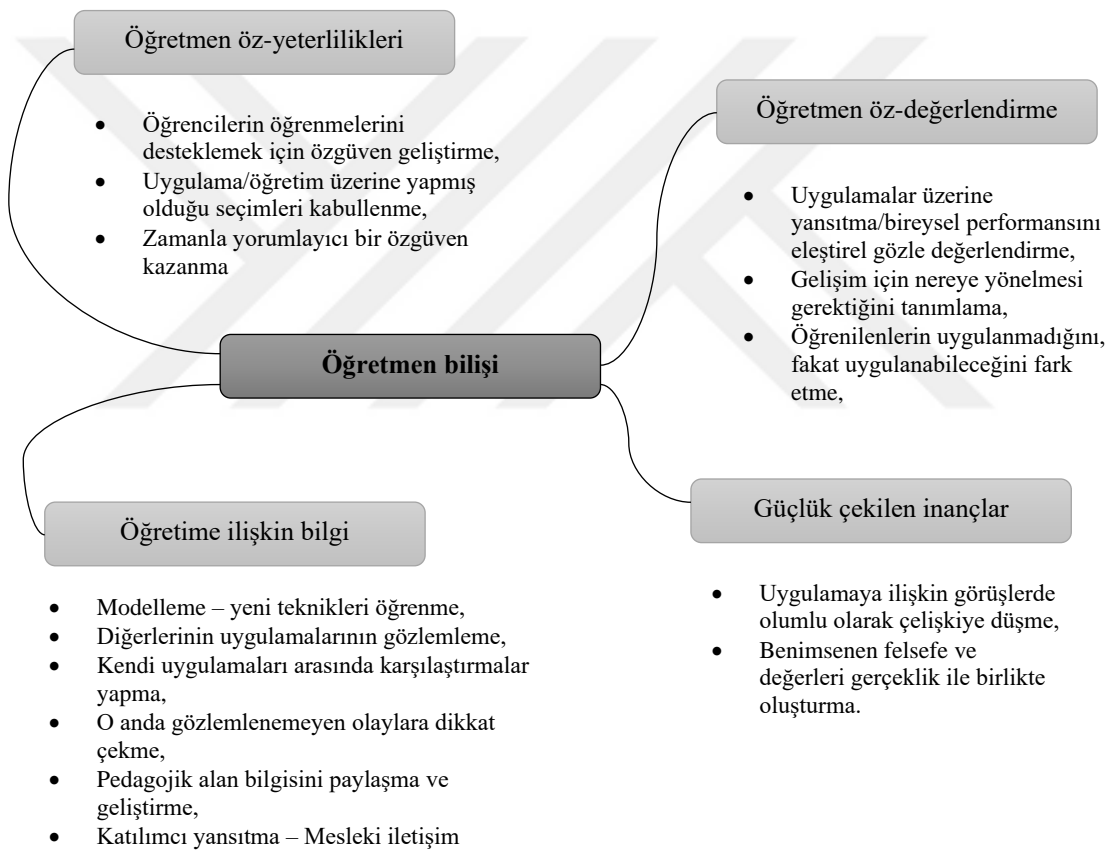 Öğretmen öz-yeterlilikleri
• Öğrencilerin öğrenmelerini
desteklemek için özgüven geliştirme,
• Uygulama/öğretim üzerine yapmış
olduğu seçimleri kabullenme,
• Zamanla yorumlayıcı bir özgüven
kazanma
Öğretmen öz-değerlendirme
• Uygulamalar üzerine
yansıtma/bireysel performansını
eleştirel gözle değerlendirme,
• Gelişim için nereye yönelmesi
gerektiğini tanımlama,
• Öğrenilenlerin uygulanmadığını,
fakat uygulanabileceğini fark
etme,
Öğretmen bilişi
Öğretime ilişkin bilgi
• Modelleme – yeni teknikleri öğrenme,
• Diğerlerinin uygulamalarının gözlemleme,
• Kendi uygulamaları arasında karşılaştırmalar
yapma,
• O anda gözlemlenemeyen olaylara dikkat
çekme,
• Pedagojik alan bilgisini paylaşma ve
geliştirme,
• Katılımcı yansıtma – Mesleki iletişim
Güçlük çekilen inançlar
• Uygulamaya ilişkin görüşlerde
olumlu olarak çelişkiye düşme,
• Benimsenen felsefe ve
değerleri gerçeklik ile birlikte
oluşturma.